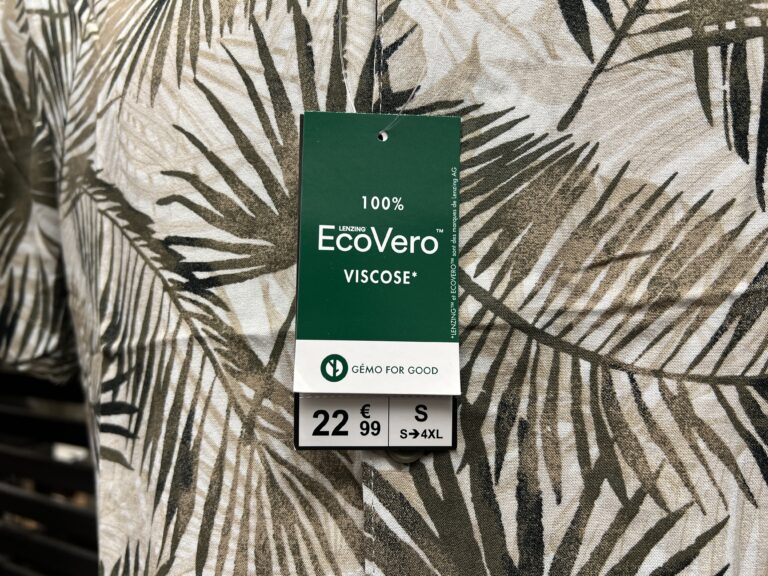 100%
LENZING
EcoVero™
VISCOSE*
*LENZING™ et ECOVERO™ sont des marques de Lenzing AG
GÉMO FOR GOOD
22 €99
S
S→4XL